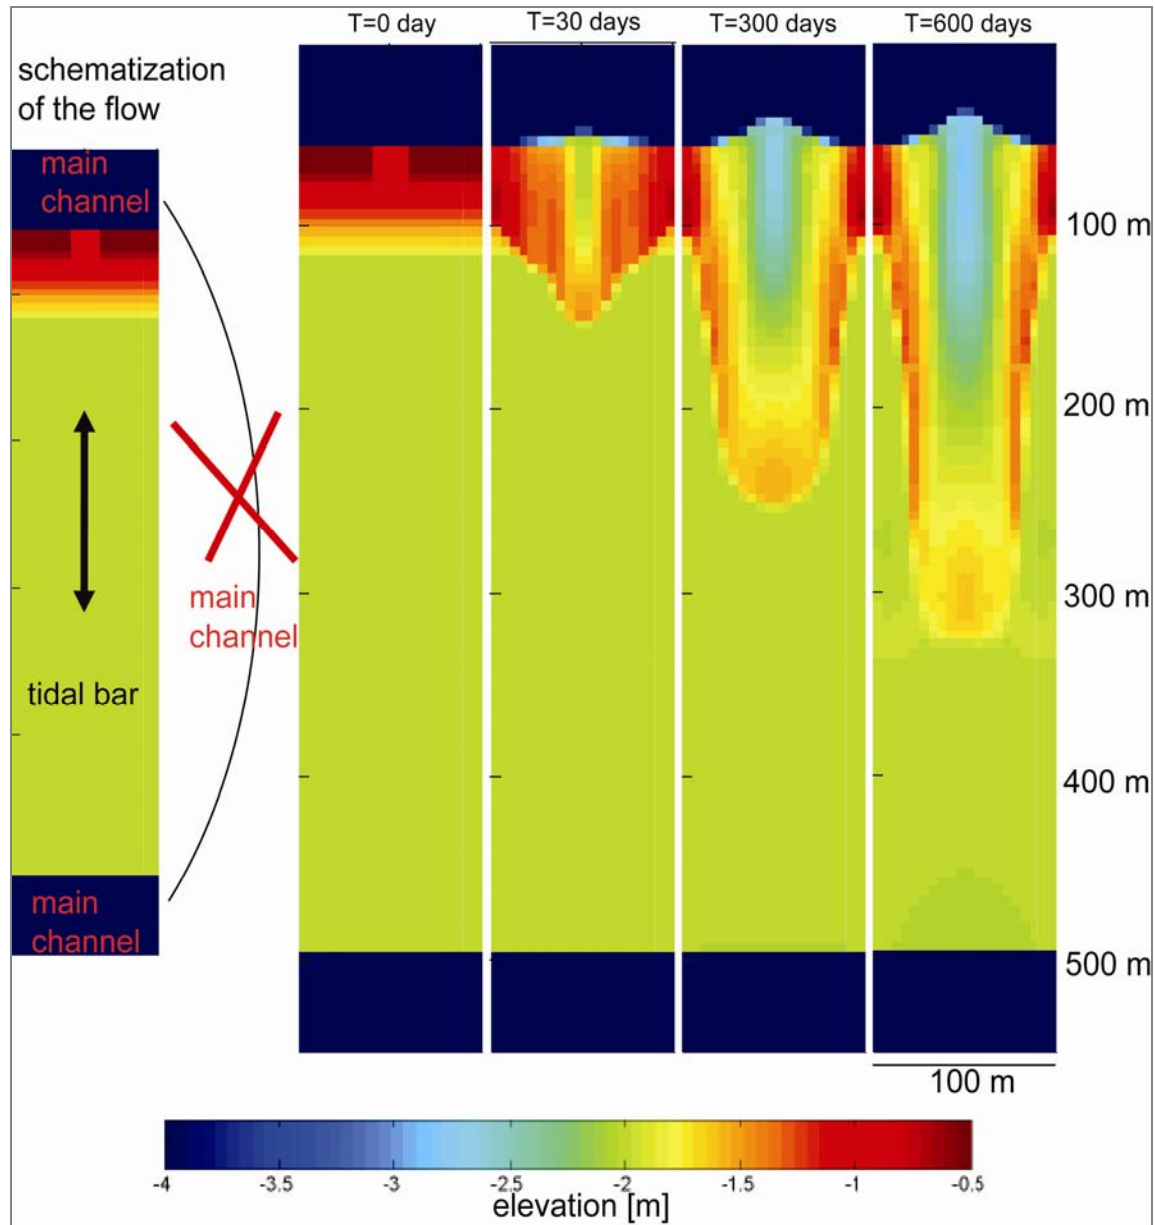 T=0 day
T=30 days
T=300 days
T=600 days
schematization
of the flow
main
channel
main
channel
tidal bar
main
channel
100 m
200 m
300 m
400 m
500 m
100 m
-4
-3.5
-3
-2.5
-2
-1.5
-1
-0.5
elevation [m]